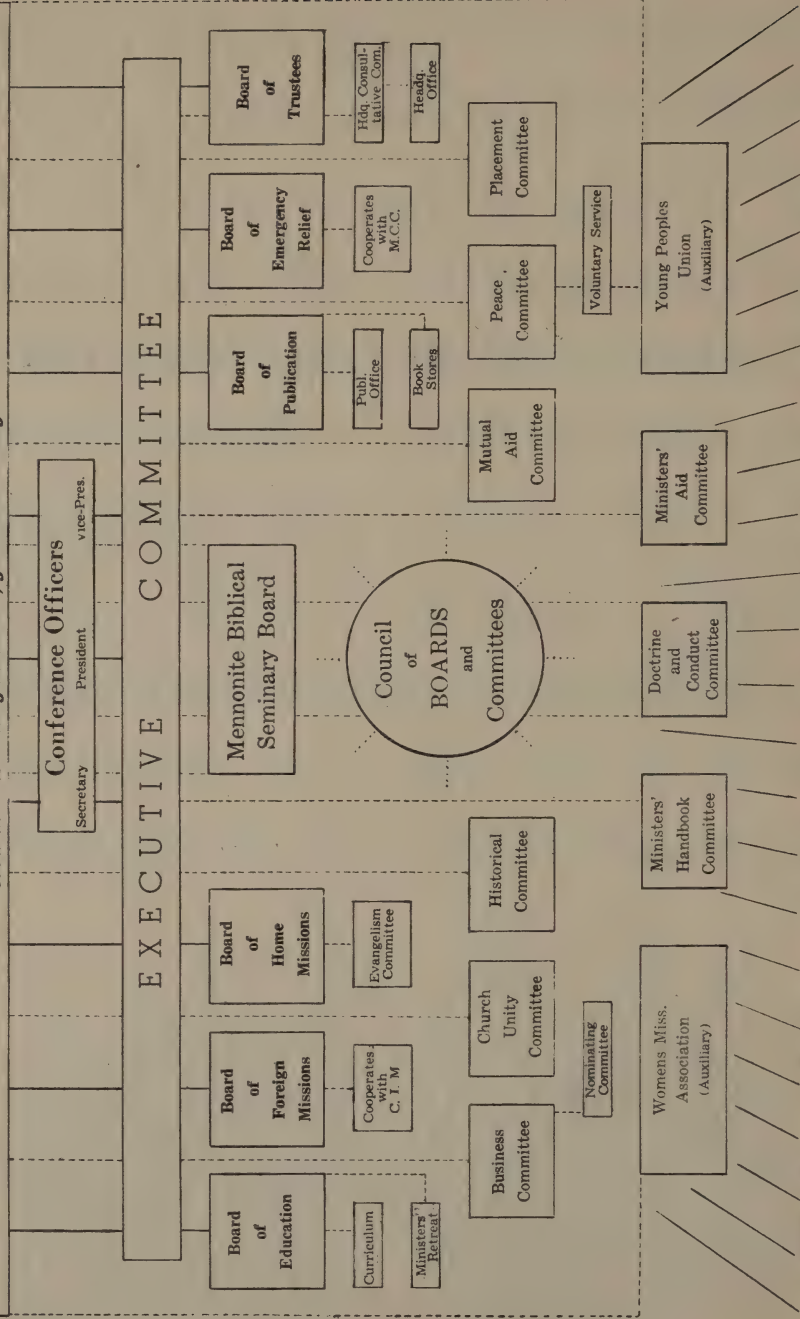 Conference Officers
Secretary President vice-Pres.
EXECUTIVE COMMITTEE
Board
of
Education
Board
of
Foreign
Missions
Board
of
Home
Missions
Mennonite Biblical
Seminary Board
Board
of
Publication
Board
of
Emergency
Relief
Board
of
Trustees
Curriculum
Ministers''
Retreat
Cooperates
with
C. I. M
Evangelism
Committee
Council
of
BOARDS
and
Committees
Publ.
Office
Book
Stores
Cooperates
with
M.C.C.
Hdq. Consul-
tative Com.
Headq.
Office
Business
Committee
Church
Unity
Committee
Historical
Committee
Mutual
Aid
Committee
Peace
Committee
Placement
Committee
Nominating
Committee
Voluntary Service
Womens Miss.
Association
(Auxiliary)
Ministers'
Handbook
Committee
Doctrine
and
Conduct
Committee
Ministers'
Aid
Committee
Young Peoples
Union
(Auxiliary)